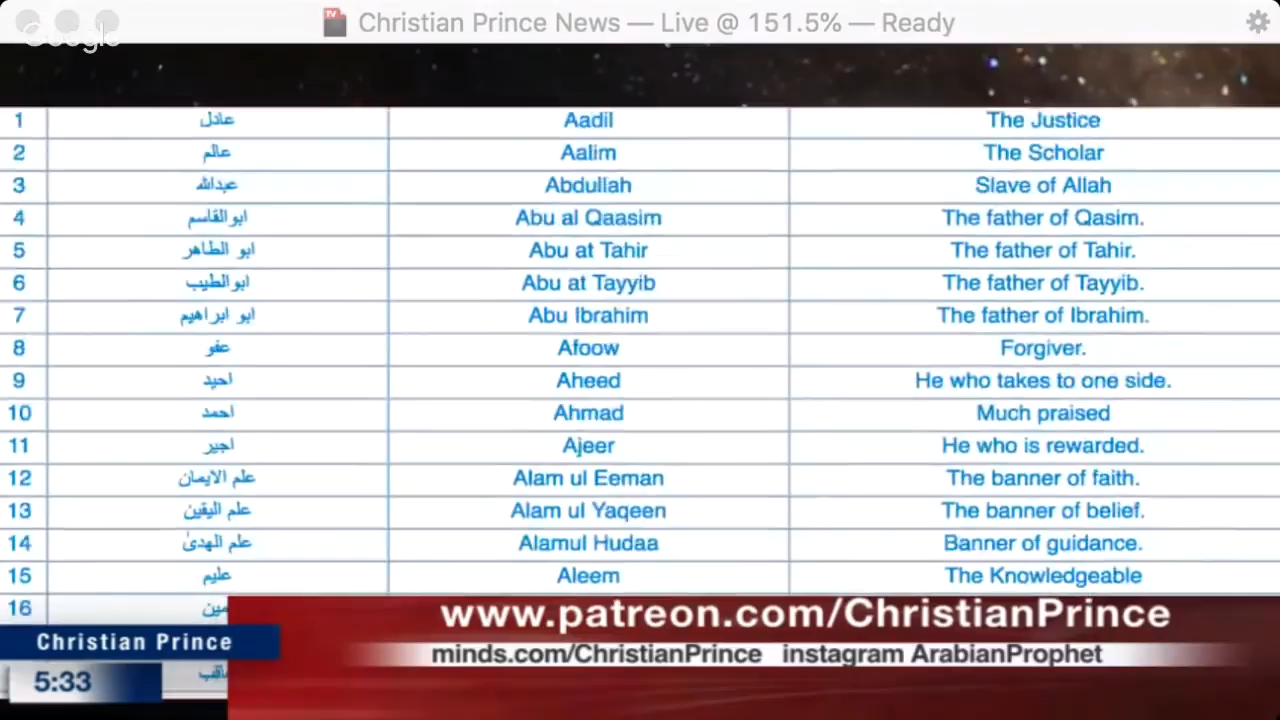 Christian Prince News — Live @ 151.5% — Ready
Google
1 عادل Aadil The Justice
2 عالم Aalim The Scholar
3 عبدالله Abdullah Slave of Allah
4 ابوالقاسم Abu al Qaasim The father of Qasim.
5 ابو الطاهر Abu at Tahir The father of Tahir.
6 ابوالطيب Abu at Tayyib The father of Tayyib.
7 ابو ابراهيم Abu Ibrahim The father of Ibrahim.
8 عفو Afoow Forgiver.
9 احيد Aheed He who takes to one side.
10 احمد Ahmad Much praised
11 اجير Ajeer He who is rewarded.
12 علم الايمان Alam ul Eeman The banner of faith.
13 علم اليقين Alam ul Yaqeen The banner of belief.
14 علم الهدىٰ Alamul Hudaa Banner of guidance.
15 عليم Aleem The Knowledgeable
16
www.patreon.com/ChristianPrince
Christian Prince
minds.com/ChristianPrince instagram ArabianProphet
5:33